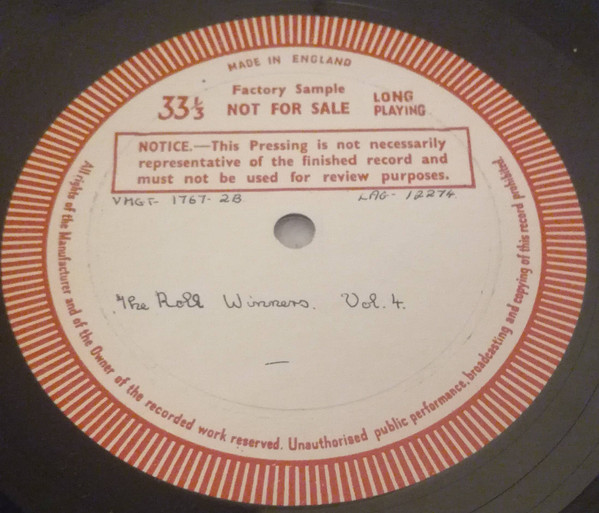 MADE IN ENGLAND
Factory Sample
33⅓ NOT FOR SALE LONG PLAYING
NOTICE.—This Pressing is not necessarily
representative of the finished record and
must not be used for review purposes.
VMGT- 1767- 2B LAG- 12274.
The Roll Winners. Vol. 4.
—
All rights of the Manufacturer and of the Owner of the recorded work reserved. Unauthorised public performance, broadcasting and copying of this record prohibited.